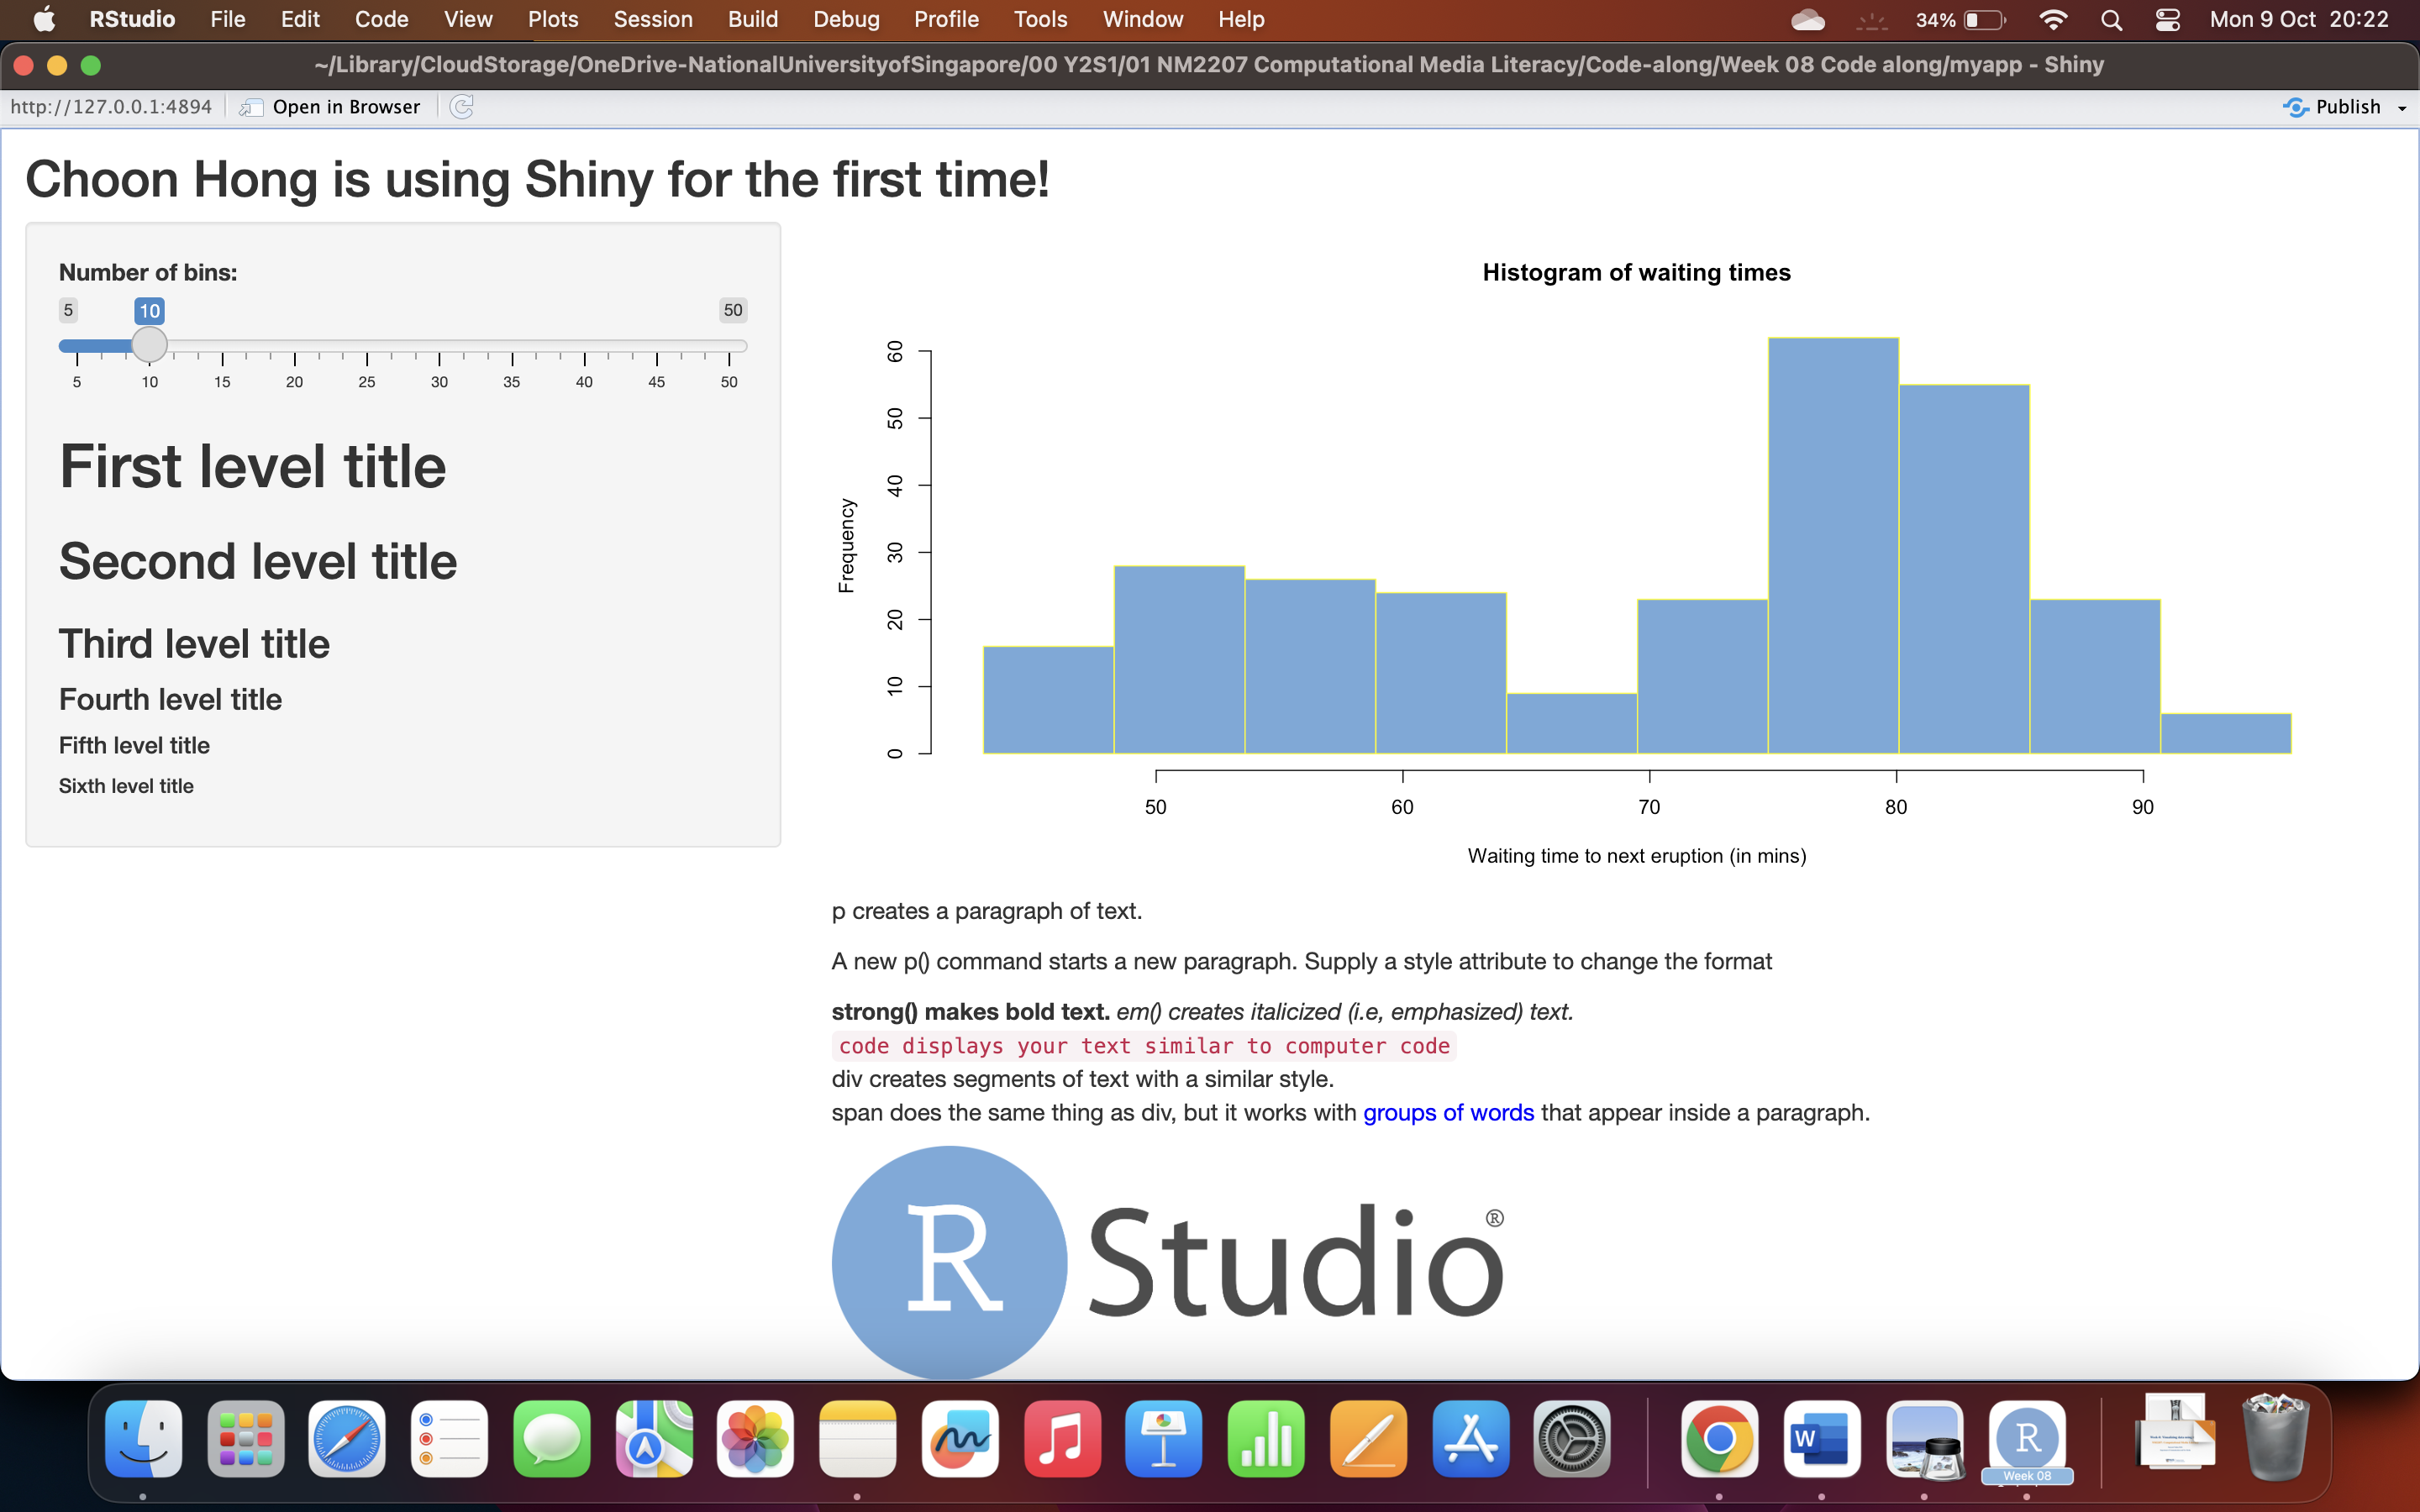 RStudio File Edit Code View Plots Session Build Debug Profile Tools Window Help 34% Mon 9 Oct 20:22
~/Library/CloudStorage/OneDrive-NationalUniversityofSingapore/00 Y2S1/01 NM2207 Computational Media Literacy/Code-along/Week 08 Code along/myapp - Shiny
http://127.0.0.1:4894 Open in Browser Publish
Choon Hong is using Shiny for the first time!
Number of bins:
5 10 50
5 10 15 20 25 30 35 40 45 50
First level title
Second level title
Third level title
Fourth level title
Fifth level title
Sixth level title
Histogram of waiting times
Frequency
60
50
40
30
20
10
0
50 60 70 80 90
Waiting time to next eruption (in mins)
p creates a paragraph of text.
A new p() command starts a new paragraph. Supply a style attribute to change the format
strong() makes bold text. em() creates italicized (i.e, emphasized) text.
code displays your text similar to computer code
div creates segments of text with a similar style.
span does the same thing as div, but it works with groups of words that appear inside a paragraph.
R Studio ®
W
R
Week 08